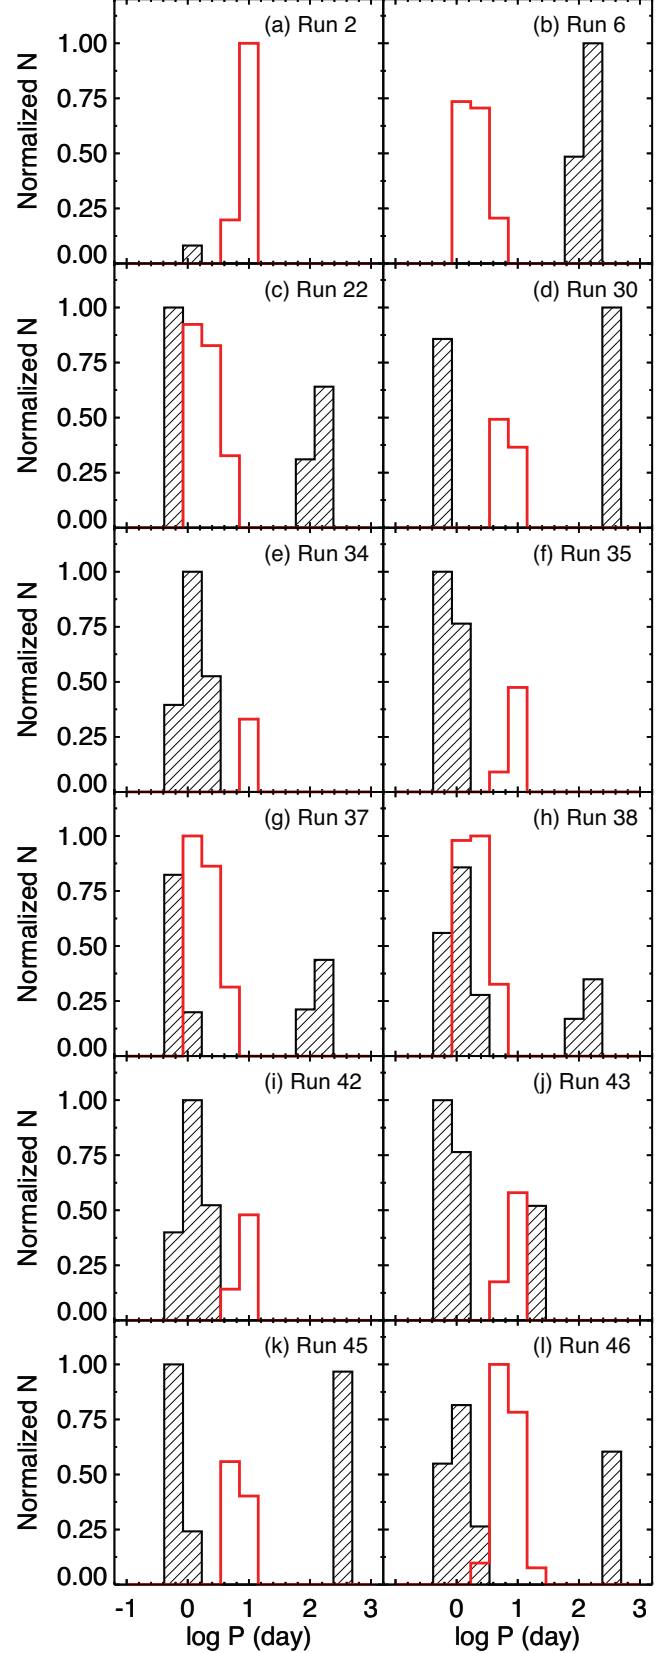 (a) Run 2
(b) Run 6
Normalized N
1.00
0.75
0.50
0.25
0.00
(c) Run 22
(d) Run 30
Normalized N
1.00
0.75
0.50
0.25
0.00
(e) Run 34
(f) Run 35
Normalized N
1.00
0.75
0.50
0.25
0.00
(g) Run 37
(h) Run 38
Normalized N
1.00
0.75
0.50
0.25
0.00
(i) Run 42
(j) Run 43
Normalized N
1.00
0.75
0.50
0.25
0.00
(k) Run 45
(l) Run 46
Normalized N
1.00
0.75
0.50
0.25
0.00
-1 0 1 2 3 0 1 2 3
log P (day) log P (day)